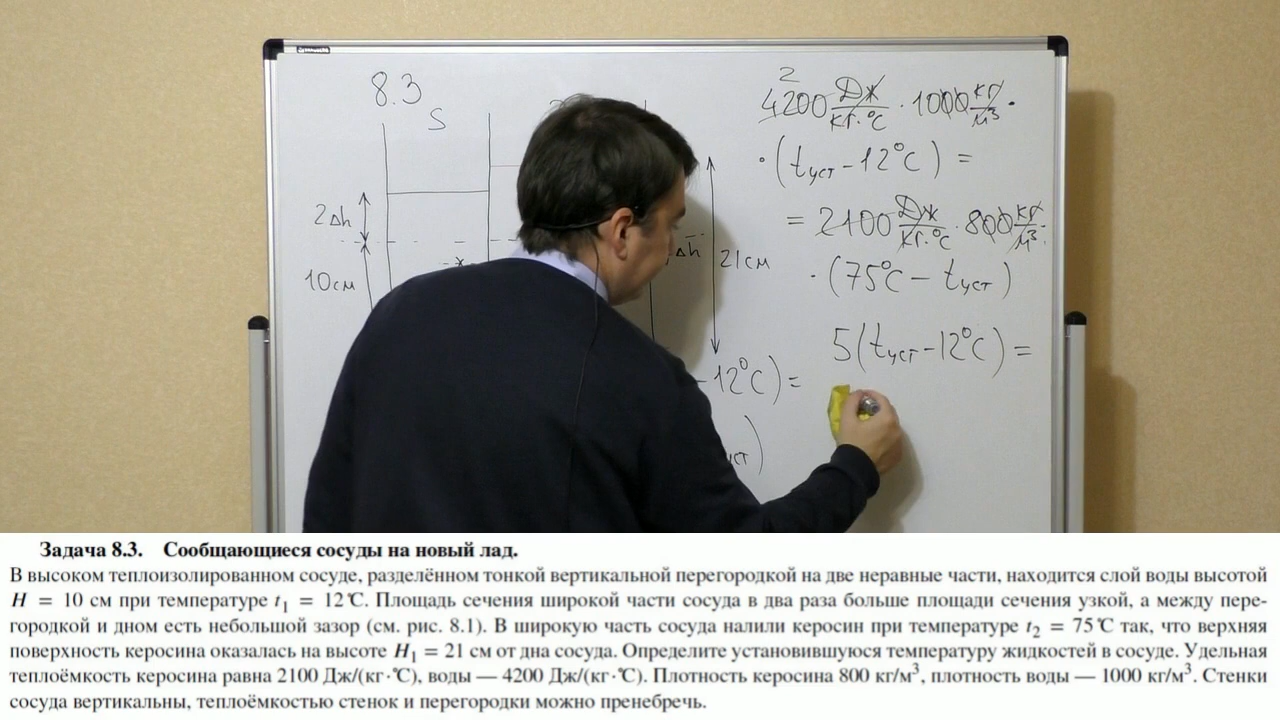 8.3
S
2
2Δh
10см
x
Δh
21см
- 12°C) =
уст)
2
4200 Дж/кг·°C · 1000 кг/м³ ·
· (tуст - 12°C) =
= 2100 Дж/кг·°C · 800 кг/м³ ·
· (75°C - tуст)
5(tуст - 12°C) =
Задача 8.3. Сообщающиеся сосуды на новый лад.
В высоком теплоизолированном сосуде, разделённом тонкой вертикальной перегородкой на две неравные части, находится слой воды высотой
H = 10 см при температуре t₁ = 12℃. Площадь сечения широкой части сосуда в два раза больше площади сечения узкой, а между пере-
городкой и дном есть небольшой зазор (см. рис. 8.1). В широкую часть сосуда налили керосин при температуре t₂ = 75℃ так, что верхняя
поверхность керосина оказалась на высоте H₁ = 21 см от дна сосуда. Определите установившуюся температуру жидкостей в сосуде. Удельная
теплоёмкость керосина равна 2100 Дж/(кг·℃), воды — 4200 Дж/(кг·℃). Плотность керосина 800 кг/м³, плотность воды — 1000 кг/м³. Стенки
сосуда вертикальны, теплоёмкостью стенок и перегородки можно пренебречь.